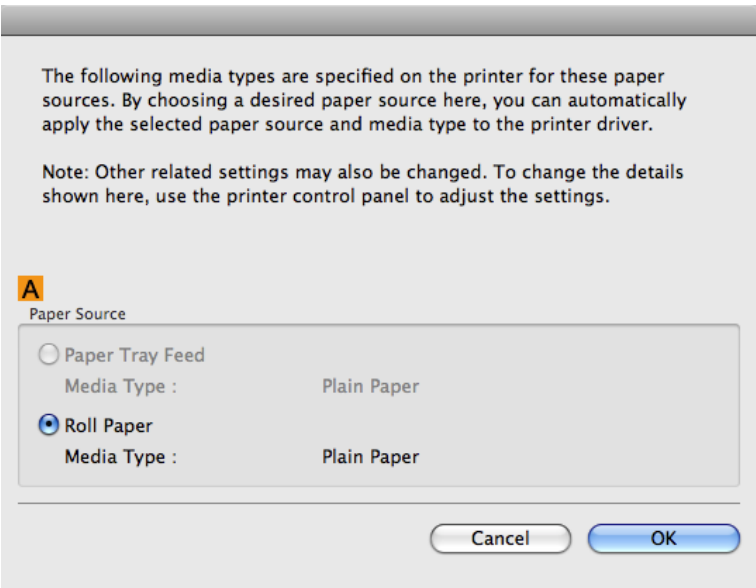 The following media types are specified on the printer for these paper
sources. By choosing a desired paper source here, you can automatically
apply the selected paper source and media type to the printer driver.
Note: Other related settings may also be changed. To change the details
shown here, use the printer control panel to adjust the settings.
A
Paper Source
Paper Tray Feed
Media Type : Plain Paper
Roll Paper
Media Type : Plain Paper
Cancel OK